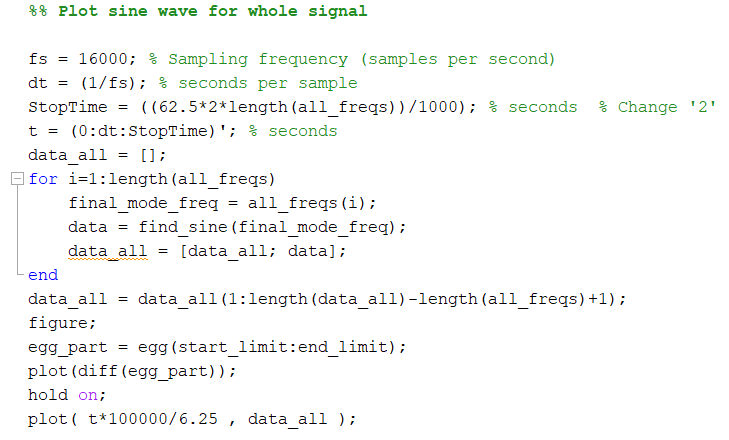 %% Plot sine wave for whole signal
fs = 16000; % Sampling frequency (samples per second)
dt = (1/fs); % seconds per sample
StopTime = ((62.5*2*length(all_freqs))/1000); % seconds  % Change '2'
t = (0:dt:StopTime)'; % seconds
data_all = [];
for i=1:length(all_freqs)
    final_mode_freq = all_freqs(i);
    data = find_sine(final_mode_freq);
    data_all = [data_all; data];
end
data_all = data_all(1:length(data_all)-length(all_freqs)+1);
figure;
egg_part = egg(start_limit:end_limit);
plot(diff(egg_part));
hold on;
plot( t*100000/6.25 , data_all );